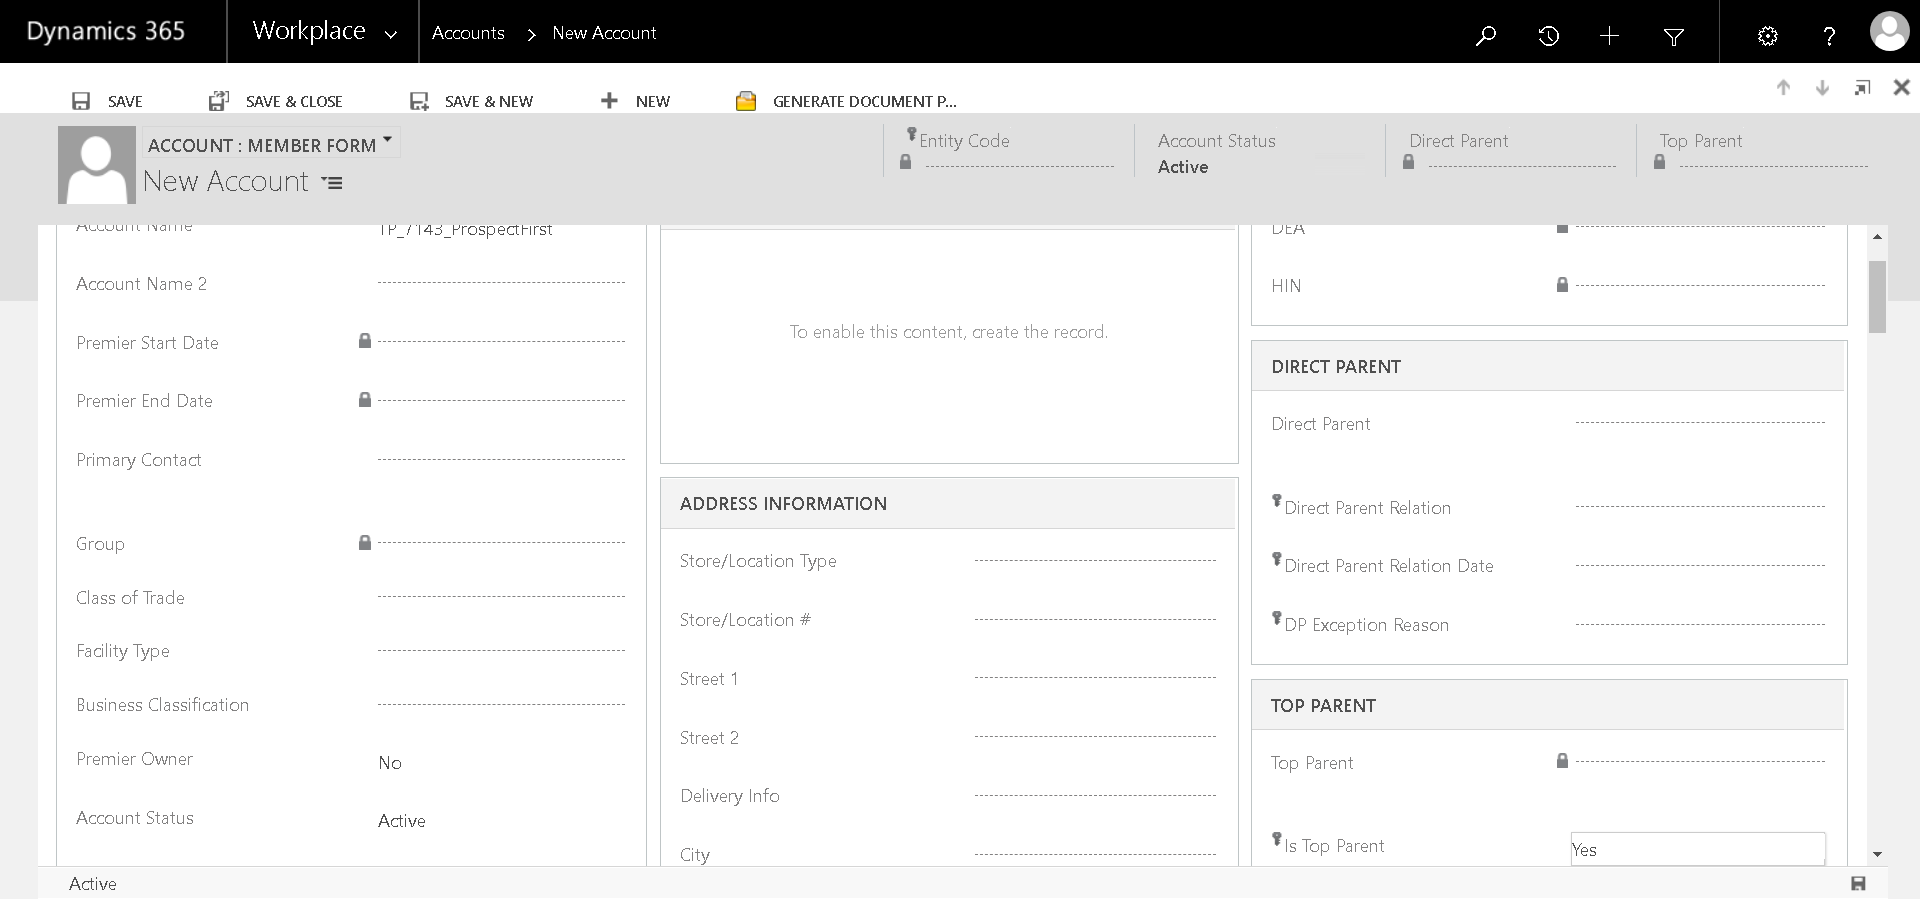 Dynamics 365
Workplace
Accounts > New Account
SAVE
SAVE & CLOSE
SAVE & NEW
NEW
GENERATE DOCUMENT P...
ACCOUNT : MEMBER FORM
New Account
Entity Code
Account Status
Active
Direct Parent
Top Parent
Account Name TP_7143_ProspectFirst
Account Name 2
Premier Start Date
Premier End Date
Primary Contact
Group
Class of Trade
Facility Type
Business Classification
Premier Owner No
Account Status Active
To enable this content, create the record.
ADDRESS INFORMATION
Store/Location Type
Store/Location #
Street 1
Street 2
Delivery Info
City
DEA
HIN
DIRECT PARENT
Direct Parent
Direct Parent Relation
Direct Parent Relation Date
DP Exception Reason
TOP PARENT
Top Parent
Is Top Parent Yes
Active